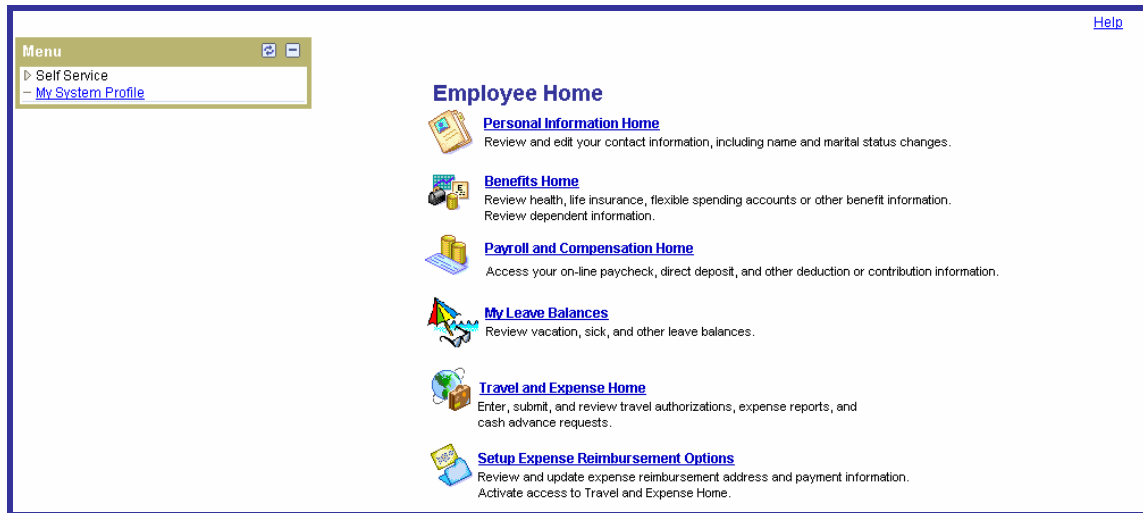 Help
Menu
Self Service
My System Profile
Employee Home
Personal Information Home
Review and edit your contact information, including name and marital status changes.
Benefits Home
Review health, life insurance, flexible spending accounts or other benefit information.
Review dependent information.
Payroll and Compensation Home
Access your on-line paycheck, direct deposit, and other deduction or contribution information.
My Leave Balances
Review vacation, sick, and other leave balances.
Travel and Expense Home
Enter, submit, and review travel authorizations, expense reports, and
cash advance requests.
Setup Expense Reimbursement Options
Review and update expense reimbursement address and payment information.
Activate access to Travel and Expense Home.